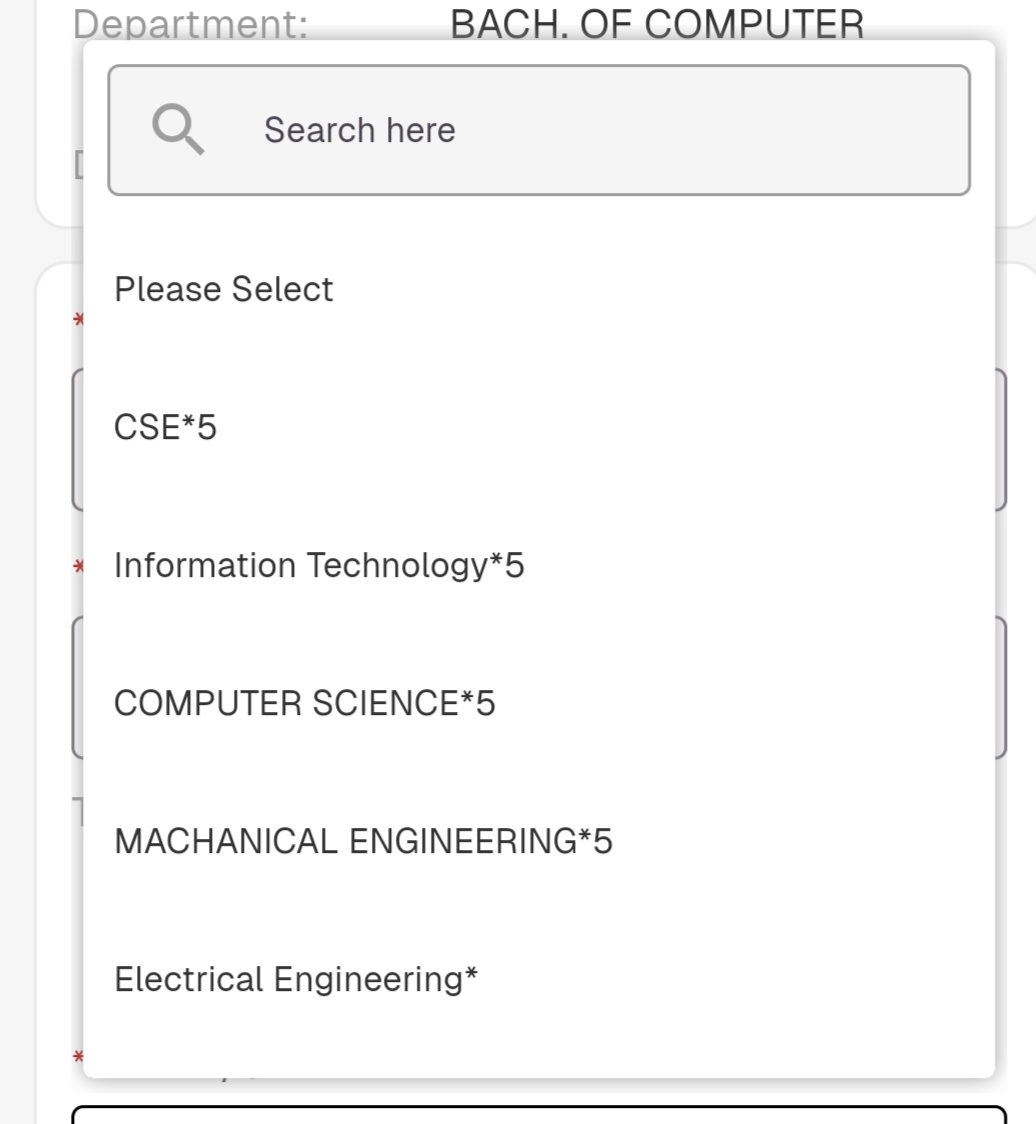 Department: BACH. OF COMPUTER
Search here
Please Select
*
CSE*5
*
Information Technology*5
COMPUTER SCIENCE*5
MACHANICAL ENGINEERING*5
Electrical Engineering*
*